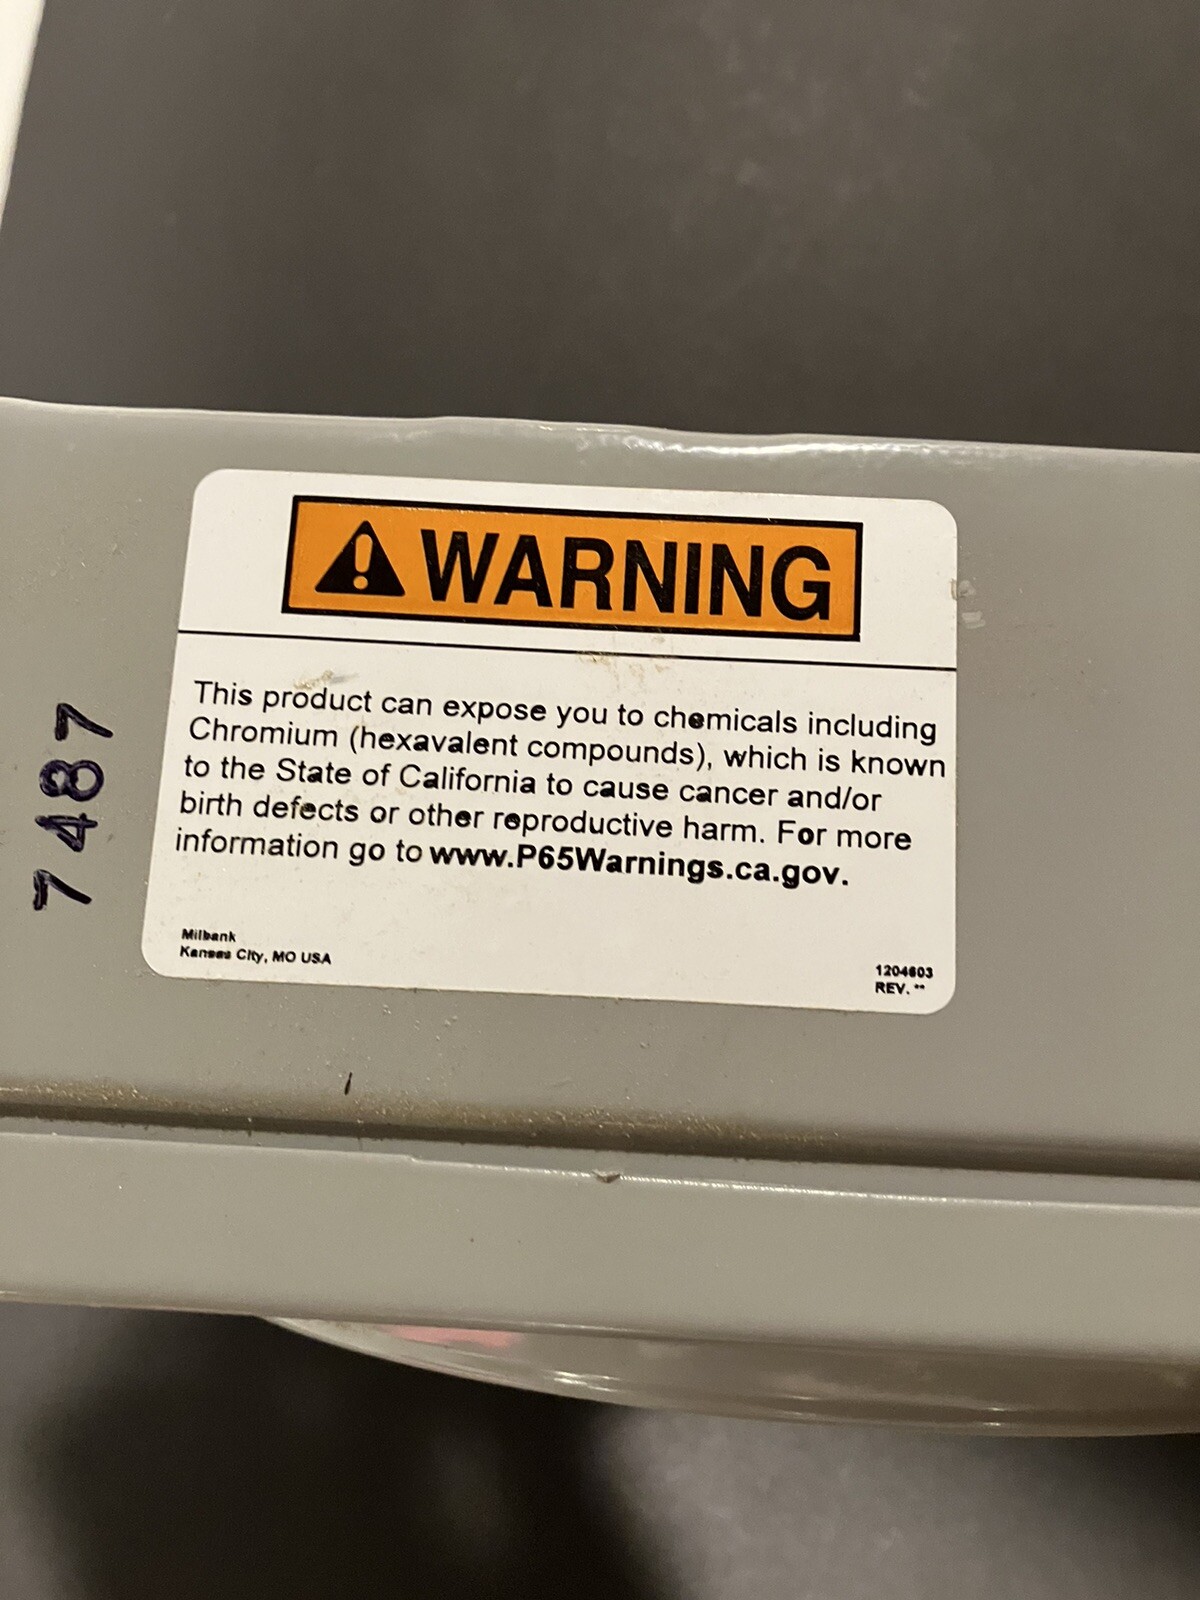 WARNING
This product can expose you to chemicals including
Chromium (hexavalent compounds), which is known
to the State of California to cause cancer and/or
birth defects or other reproductive harm. For more
information go to www.P65Warnings.ca.gov.
Milbank
Kansas City, MO USA
1204603
REV. **
7487